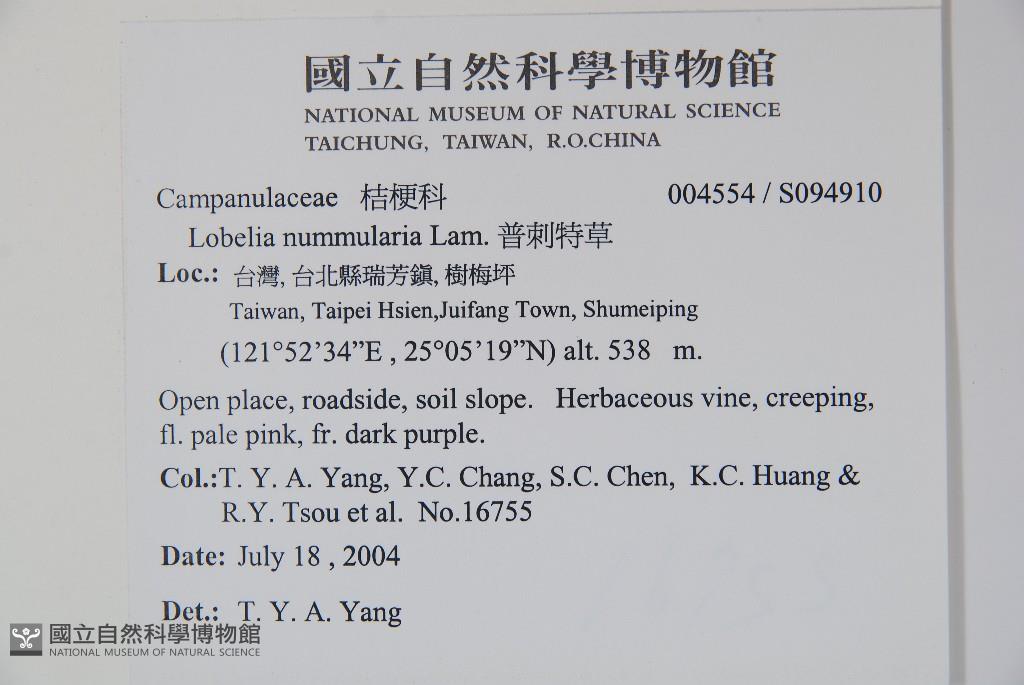 國立自然科學博物館
NATIONAL MUSEUM OF NATURAL SCIENCE
TAICHUNG, TAIWAN, R.O.CHINA
Campanulaceae 桔梗科 004554 / S094910
Lobelia nummularia Lam. 普刺特草
Loc.: 台灣, 台北縣瑞芳鎮, 樹梅坪
Taiwan, Taipei Hsien,Juifang Town, Shumeiping
(121°52’34”E , 25°05’19”N) alt. 538 m.
Open place, roadside, soil slope. Herbaceous vine, creeping,
fl. pale pink, fr. dark purple.
Col.:T. Y. A. Yang, Y.C. Chang, S.C. Chen, K.C. Huang &
R.Y. Tsou et al. No.16755
Date: July 18 , 2004
Det.: T. Y. A. Yang
國立自然科學博物館
NATIONAL MUSEUM OF NATURAL SCIENCE